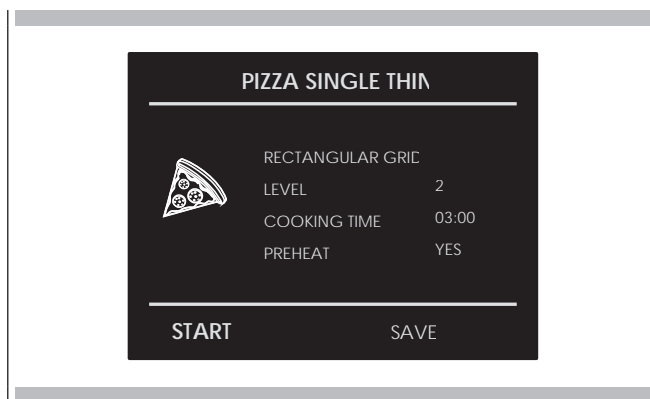 PIZZA SINGLE THIN
RECTANGULAR GRID
LEVEL 2
COOKING TIME 03:00
PREHEAT YES
START SAVE